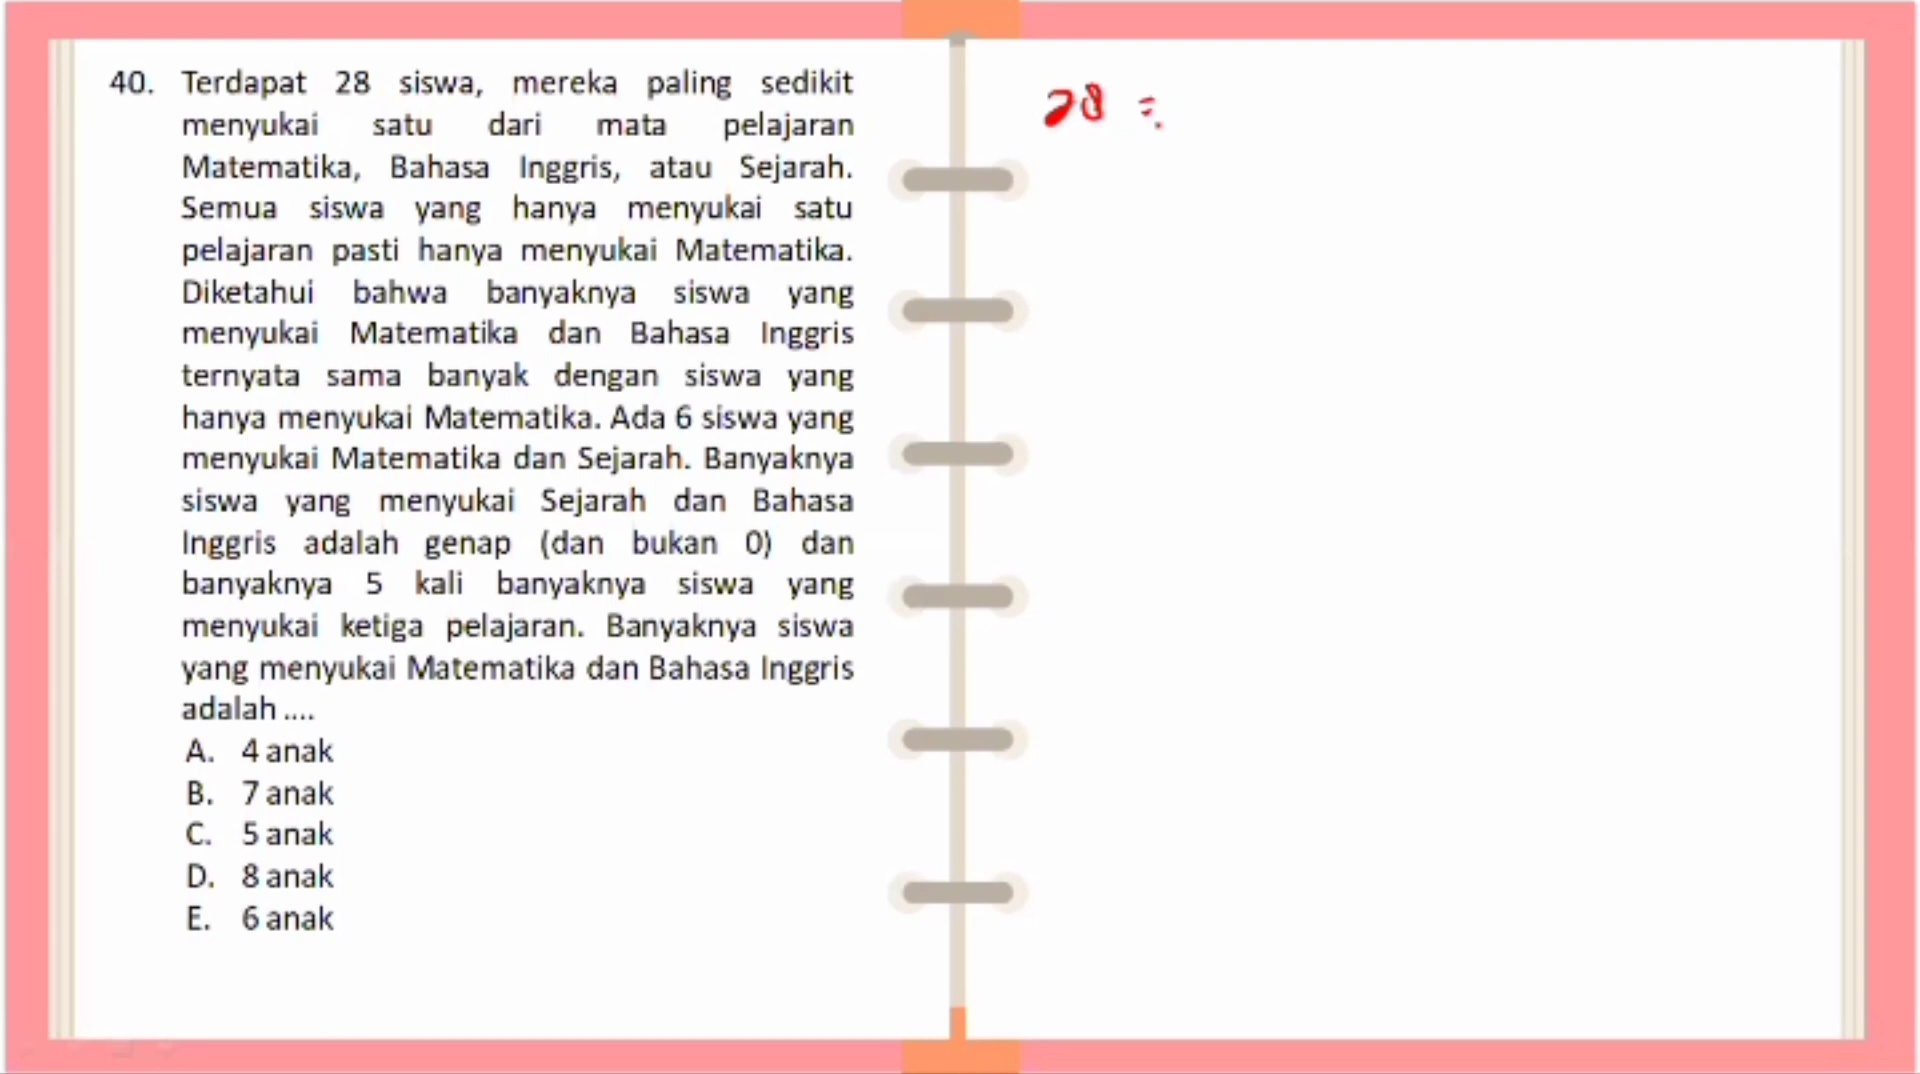 40. Terdapat 28 siswa, mereka paling sedikit
menyukai satu dari mata pelajaran
Matematika, Bahasa Inggris, atau Sejarah.
Semua siswa yang hanya menyukai satu
pelajaran pasti hanya menyukai Matematika.
Diketahui bahwa banyaknya siswa yang
menyukai Matematika dan Bahasa Inggris
ternyata sama banyak dengan siswa yang
hanya menyukai Matematika. Ada 6 siswa yang
menyukai Matematika dan Sejarah. Banyaknya
siswa yang menyukai Sejarah dan Bahasa
Inggris adalah genap (dan bukan 0) dan
banyaknya 5 kali banyaknya siswa yang
menyukai ketiga pelajaran. Banyaknya siswa
yang menyukai Matematika dan Bahasa Inggris
adalah ....
A. 4 anak
B. 7 anak
C. 5 anak
D. 8 anak
E. 6 anak
28 =